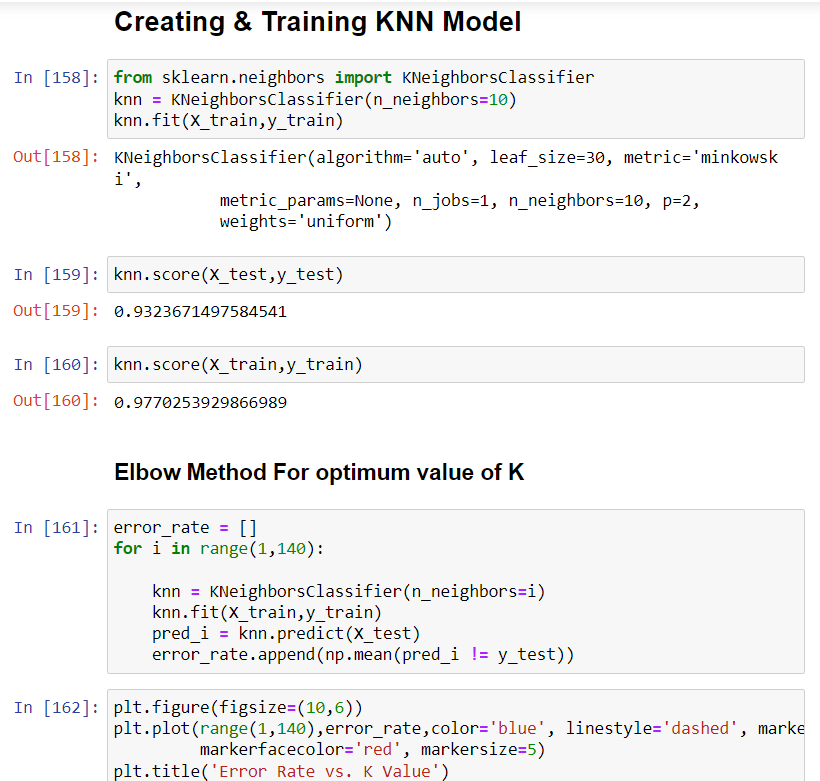 Creating & Training KNN Model
In [158]: from sklearn.neighbors import KNeighborsClassifier
knn = KNeighborsClassifier(n_neighbors=10)
knn.fit(X_train,y_train)
Out[158]: KNeighborsClassifier(algorithm='auto', leaf_size=30, metric='minkowsk
i',
metric_params=None, n_jobs=1, n_neighbors=10, p=2,
weights='uniform')
In [159]: knn.score(X_test,y_test)
Out[159]: 0.9323671497584541
In [160]: knn.score(X_train,y_train)
Out[160]: 0.9770253929866989
Elbow Method For optimum value of K
In [161]: error_rate = []
for i in range(1,140):
knn = KNeighborsClassifier(n_neighbors=i)
knn.fit(X_train,y_train)
pred_i = knn.predict(X_test)
error_rate.append(np.mean(pred_i != y_test))
In [162]: plt.figure(figsize=(10,6))
plt.plot(range(1,140),error_rate,color='blue', linestyle='dashed', marke
markerfacecolor='red', markersize=5)
plt.title('Error Rate vs. K Value')